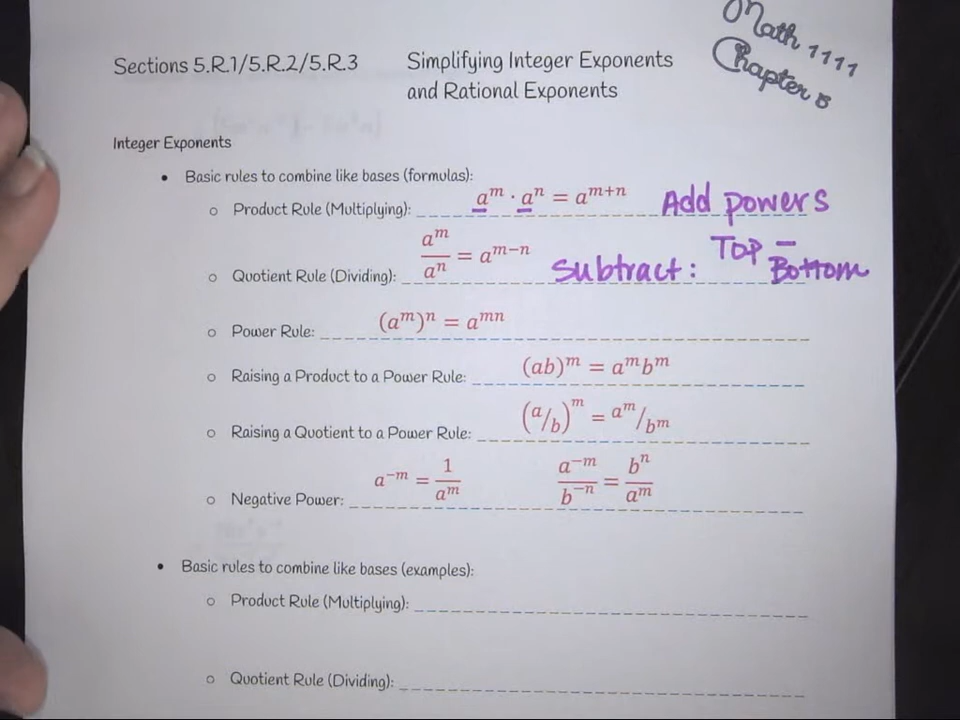 Math 1111
Chapter 5
Sections 5.R.1/5.R.2/5.R.3 Simplifying Integer Exponents
and Rational Exponents
Integer Exponents
• Basic rules to combine like bases (formulas):
o Product Rule (Multiplying): a^m · a^n = a^{m+n} Add powers
o Quotient Rule (Dividing): a^m/a^n = a^{m−n} Subtract: Top − Bottom
o Power Rule: (a^m)^n = a^{mn}
o Raising a Product to a Power Rule: (ab)^m = a^m b^m
o Raising a Quotient to a Power Rule: (a/b)^m = a^m/b^m
o Negative Power: a^{−m} = 1/a^m a^{−m}/b^{−n} = b^n/a^m
• Basic rules to combine like bases (examples):
o Product Rule (Multiplying):
o Quotient Rule (Dividing):